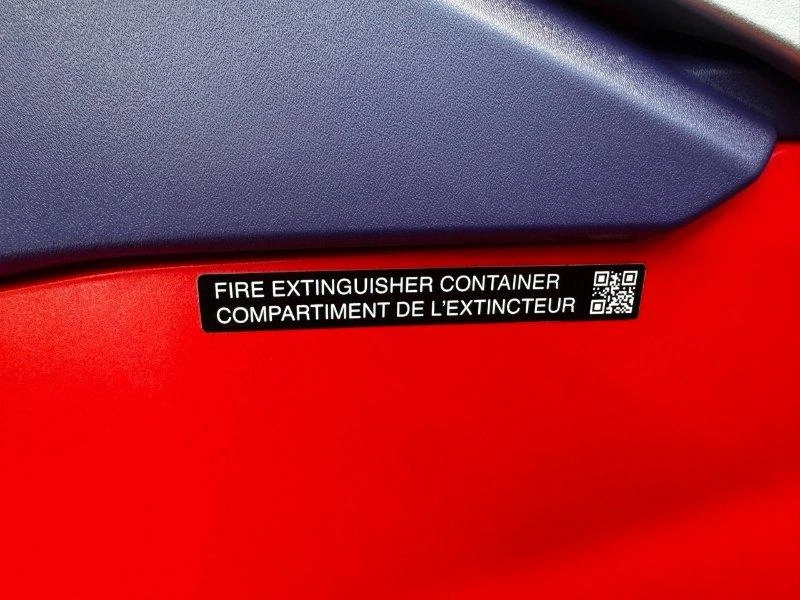 FIRE EXTINGUISHER CONTAINER
COMPARTIMENT DE L'EXTINCTEUR